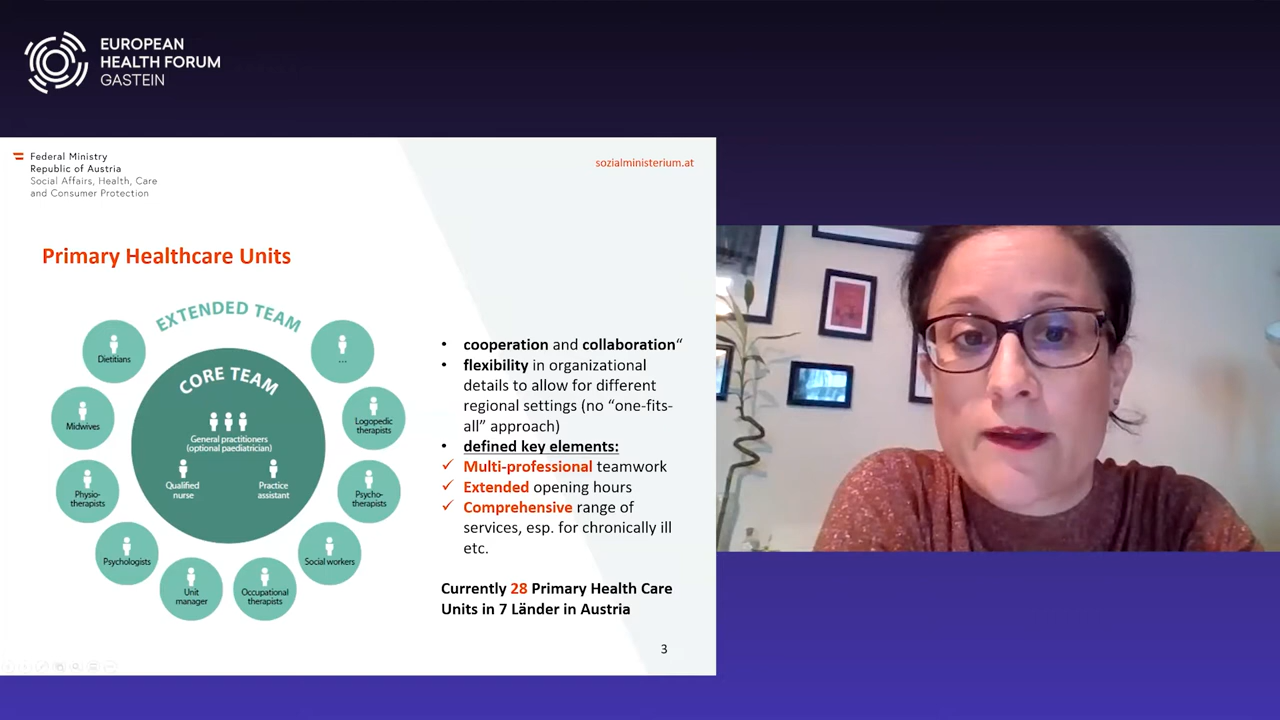 EUROPEAN
HEALTH FORUM
GASTEIN
Federal Ministry
Republic of Austria
Social Affairs, Health, Care
and Consumer Protection
sozialministerium.at
Primary Healthcare Units
EXTENDED TEAM
CORE TEAM
General practitioners
(optional paediatrician)
Qualified
nurse
Practice
assistant
Dietitians
Midwives
Physio-
therapists
Psychologists
Unit
manager
Occupational
therapists
Social workers
Psycho-
therapists
Logopedic
therapists
...
• cooperation and collaboration“
• flexibility in organizational
details to allow for different
regional settings (no “one-fits-
all” approach)
• defined key elements:
✓ Multi-professional teamwork
✓ Extended opening hours
✓ Comprehensive range of
services, esp. for chronically ill
etc.
Currently 28 Primary Health Care
Units in 7 Länder in Austria
3